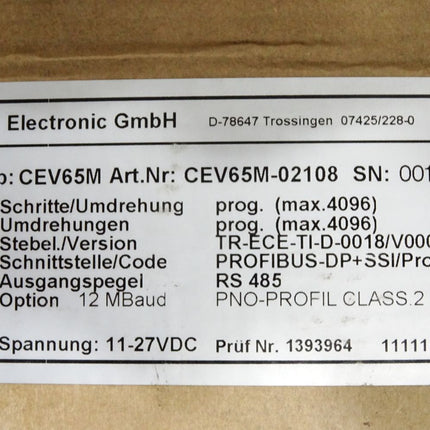 Electronic GmbH D-78647 Trossingen 07425/228-0
p: CEV65M Art.Nr: CEV65M-02108 SN: 001
Schritte/Umdrehung prog. (max.4096)
Umdrehungen prog. (max.4096)
Stebel./Version TR-ECE-TI-D-0018/V000
Schnittstelle/Code PROFIBUS-DP+SSI/Pro
Ausgangspegel RS 485
Option 12 MBaud PNO-PROFIL CLASS.2
Spannung: 11-27VDC Prüf Nr. 1393964 11111